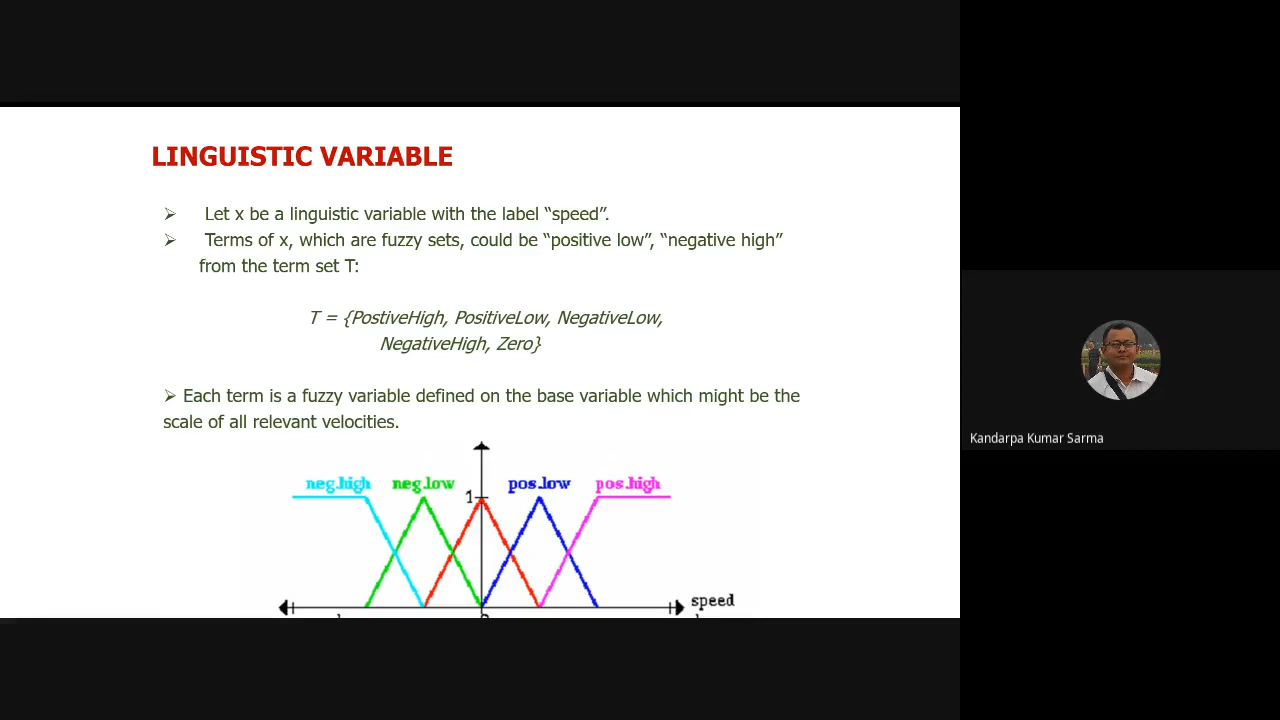 LINGUISTIC VARIABLE
➢ Let x be a linguistic variable with the label “speed”.
➢ Terms of x, which are fuzzy sets, could be “positive low”, “negative high”
from the term set T:
T = {PostiveHigh, PositiveLow, NegativeLow,
NegativeHigh, Zero}
➢ Each term is a fuzzy variable defined on the base variable which might be the
scale of all relevant velocities.
neg.high neg.low pos.low pos.high
1
speed
Kandarpa Kumar Sarma